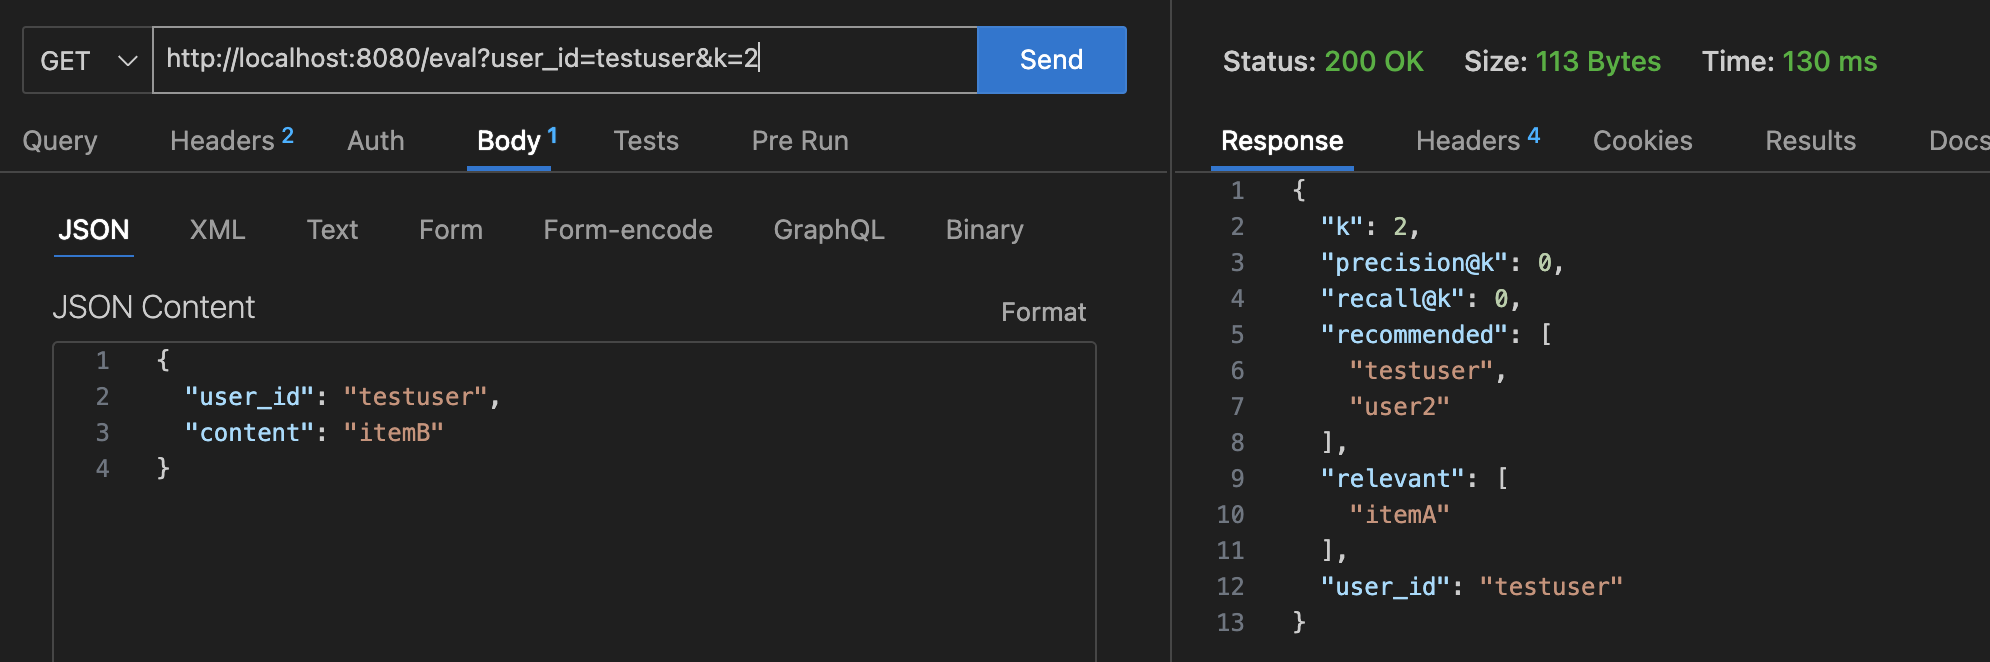 GET
http://localhost:8080/eval?user_id=testuser&k=2
Send
Query
Headers 2
Auth
Body 1
Tests
Pre Run
JSON
XML
Text
Form
Form-encode
GraphQL
Binary
JSON Content
Format
1 {
2 "user_id": "testuser",
3 "content": "itemB"
4 }
Status: 200 OK
Size: 113 Bytes
Time: 130 ms
Response
Headers 4
Cookies
Results
Docs
1 {
2 "k": 2,
3 "precision@k": 0,
4 "recall@k": 0,
5 "recommended": [
6 "testuser",
7 "user2"
8 ],
9 "relevant": [
10 "itemA"
11 ],
12 "user_id": "testuser"
13 }